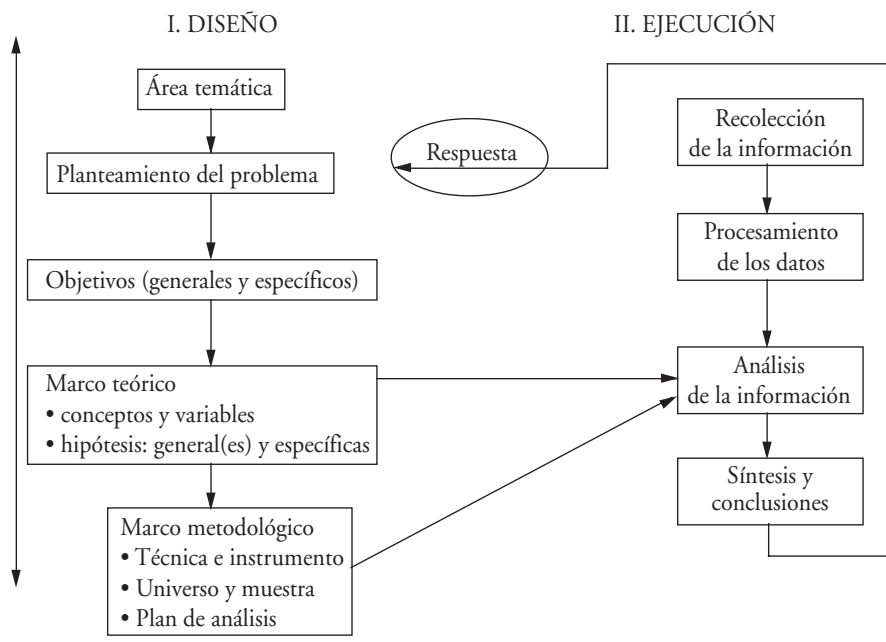 I. DISEÑO
Área temática
Planteamiento del problema
Objetivos (generales y específicos)
Marco teórico
• conceptos y variables
• hipótesis: general(es) y específicas
Marco metodológico
• Técnica e instrumento
• Universo y muestra
• Plan de análisis
II. EJECUCIÓN
Respuesta
Recolección
de la información
Procesamiento
de los datos
Análisis
de la información
Síntesis y
conclusiones